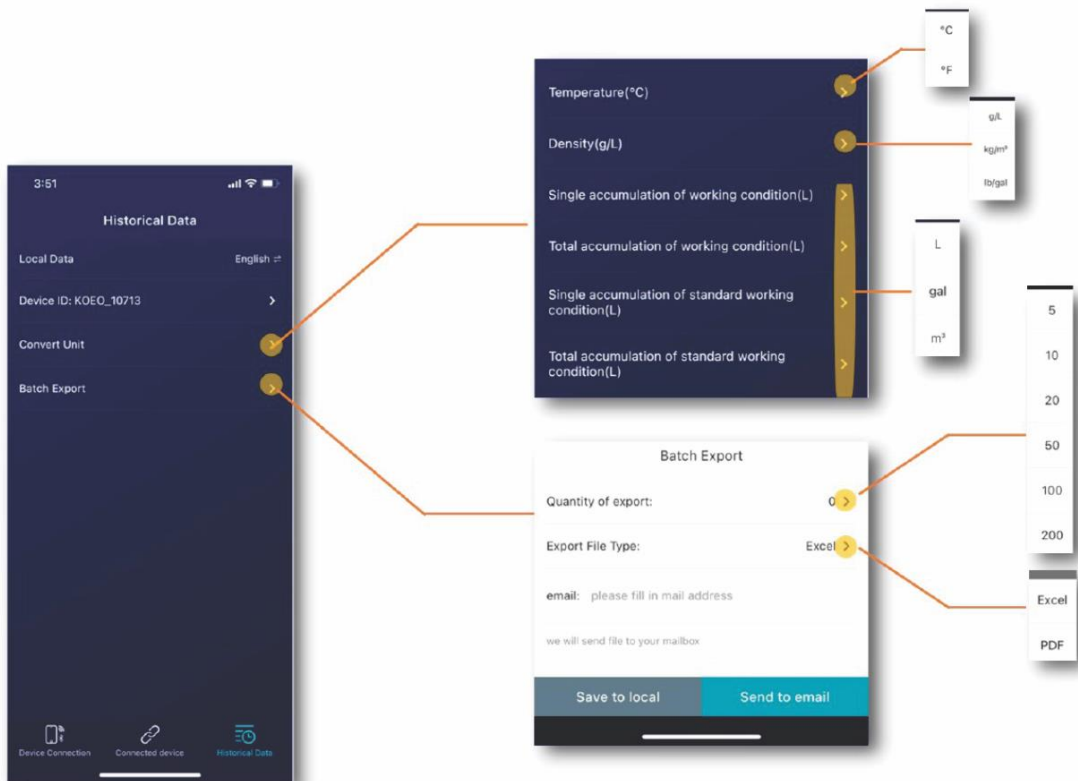 3:51
Historical Data
Local Data
English
Device ID: KOEO_10713
Convert Unit
Batch Export
Device Connection
Connected device
Historical Data
Temperature(°C)
Density(g/L)
Single accumulation of working condition(L)
Total accumulation of working condition(L)
Single accumulation of standard working
condition(L)
Total accumulation of standard working
condition(L)
°C
°F
g/L
kg/m³
lb/gal
L
gal
m³
Batch Export
Quantity of export:
0
Export File Type:
Excel
email: please fill in mail address
we will send file to your mailbox
Save to local
Send to email
5
10
20
50
100
200
Excel
PDF